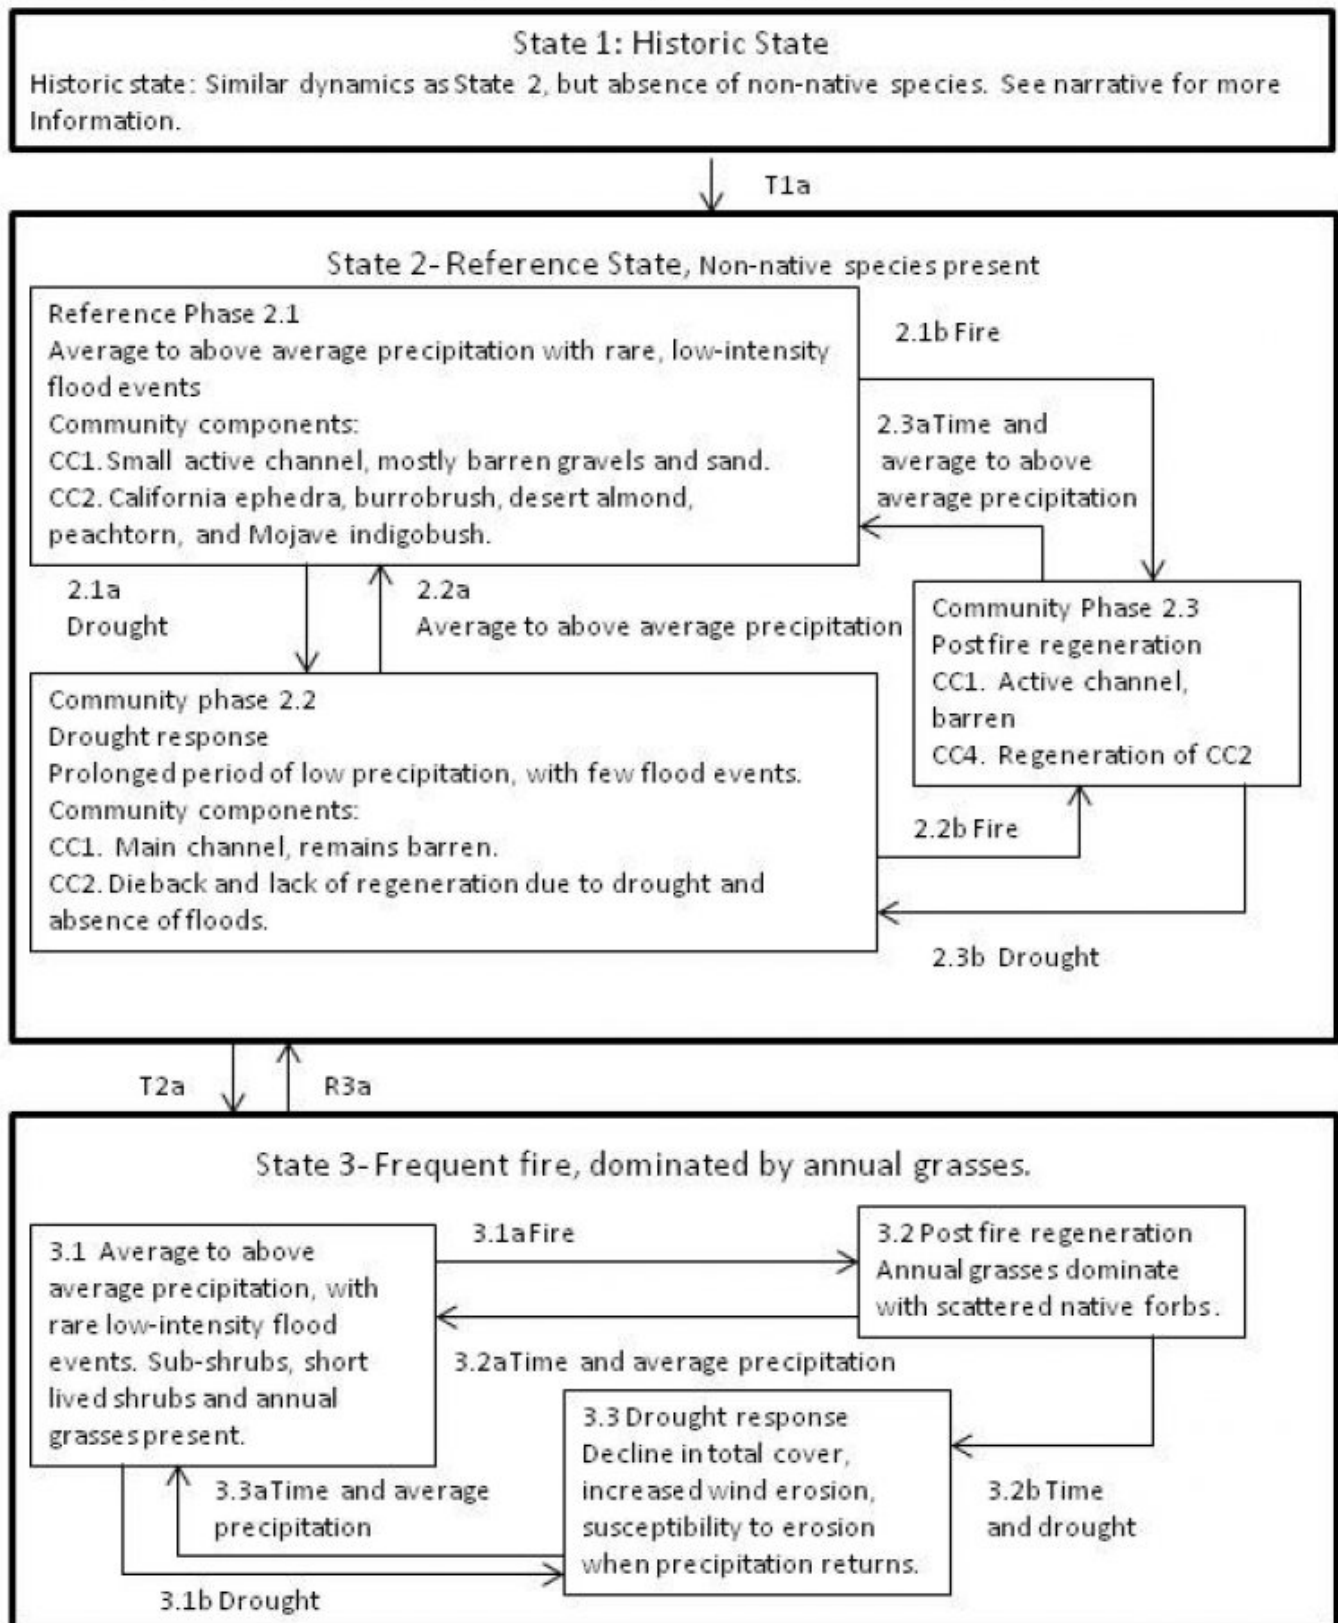 State 1: Historic State
Historic state: Similar dynamics as State 2, but absence of non-native species. See narrative for more
Information.
T1a
State 2- Reference State, Non-native species present
Reference Phase 2.1
Average to above average precipitation with rare, low-intensity
flood events
Community components:
CC1. Small active channel, mostly barren gravels and sand.
CC2. California ephedra, burrobrush, desert almond,
peachtorn, and Mojave indigobush.
2.1b Fire
2.3a Time and
average to above
average precipitation
2.1a
Drought
2.2a
Average to above average precipitation
Community Phase 2.3
Post fire regeneration
CC1. Active channel,
barren
CC4. Regeneration of CC2
Community phase 2.2
Drought response
Prolonged period of low precipitation, with few flood events.
Community components:
CC1. Main channel, remains barren.
CC2. Dieback and lack of regeneration due to drought and
absence of floods.
2.2b Fire
2.3b Drought
T2a
R3a
State 3- Frequent fire, dominated by annual grasses.
3.1 Average to above
average precipitation, with
rare low-intensity flood
events. Sub-shrubs, short
lived shrubs and annual
grasses present.
3.1a Fire
3.2 Post fire regeneration
Annual grasses dominate
with scattered native forbs.
3.2a Time and average precipitation
3.3 Drought response
Decline in total cover,
increased wind erosion,
susceptibility to erosion
when precipitation returns.
3.2b Time
and drought
3.3a Time and average
precipitation
3.1b Drought